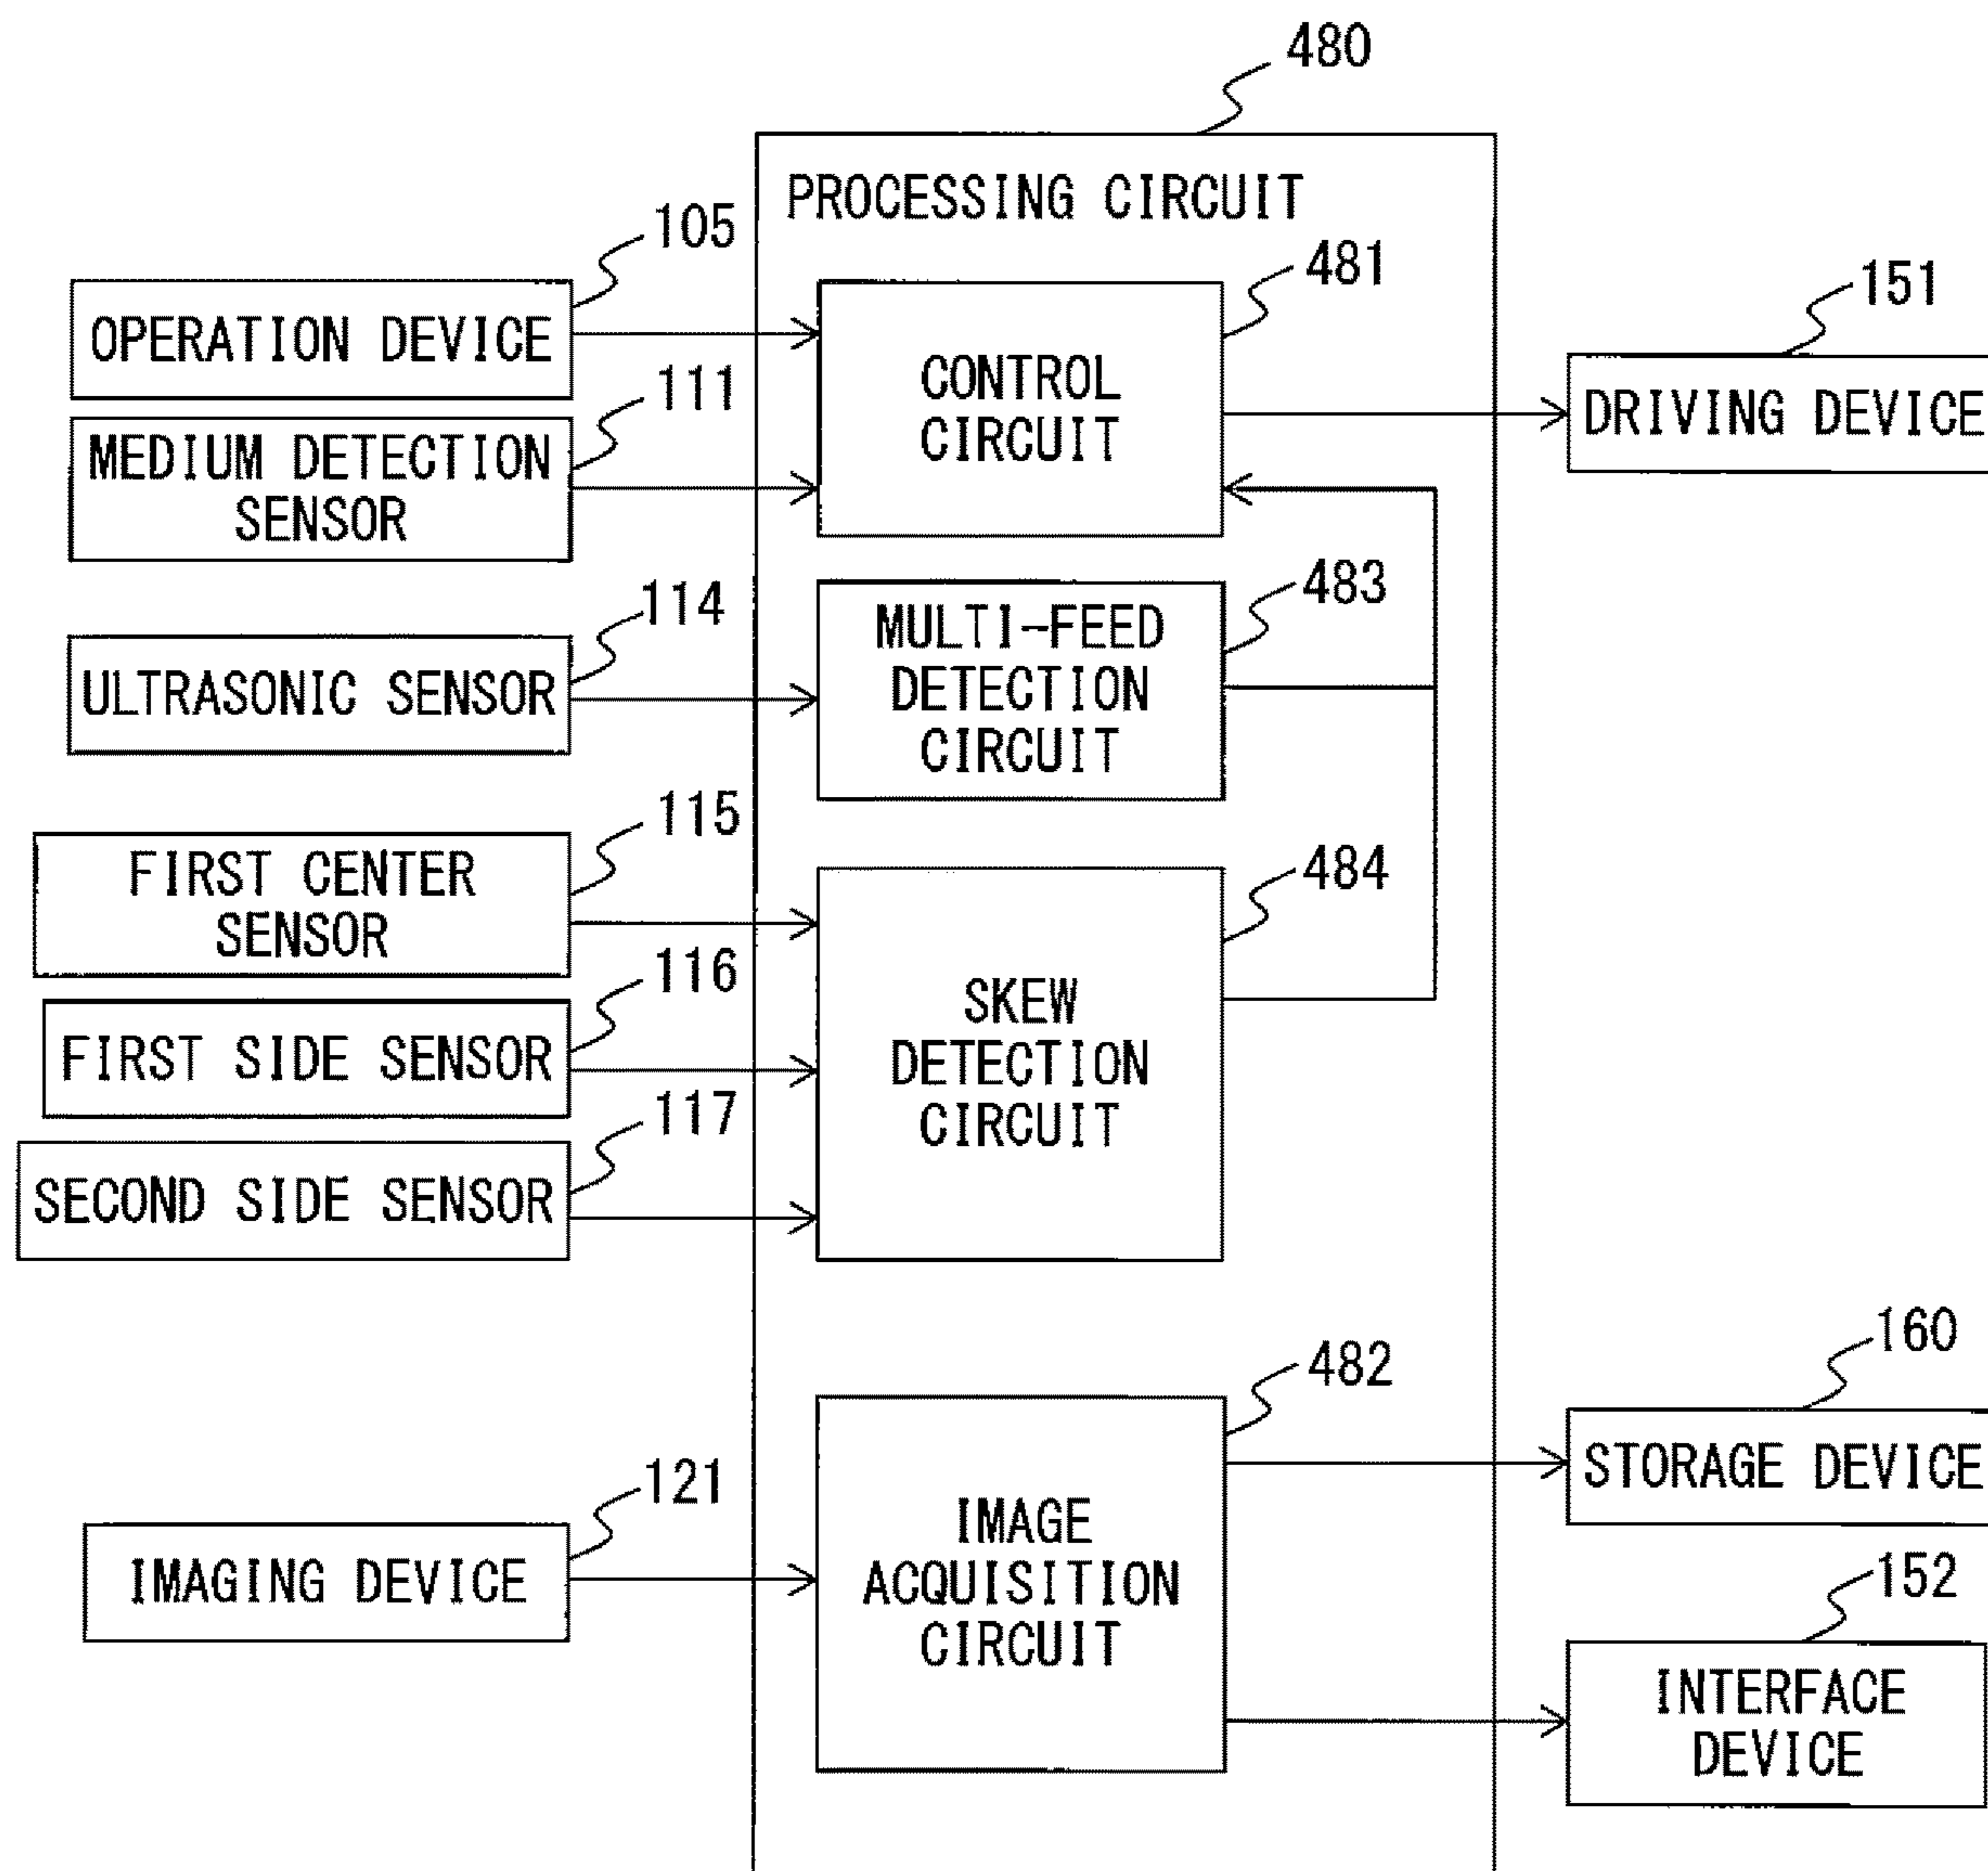 480
PROCESSING CIRCUIT
105
OPERATION DEVICE
481
CONTROL
CIRCUIT
151
DRIVING DEVICE
111
MEDIUM DETECTION
SENSOR
114
ULTRASONIC SENSOR
483
MULTI-FEED
DETECTION
CIRCUIT
115
FIRST CENTER
SENSOR
484
SKEW
DETECTION
CIRCUIT
116
FIRST SIDE SENSOR
117
SECOND SIDE SENSOR
482
IMAGE
ACQUISITION
CIRCUIT
160
STORAGE DEVICE
121
IMAGING DEVICE
152
INTERFACE
DEVICE